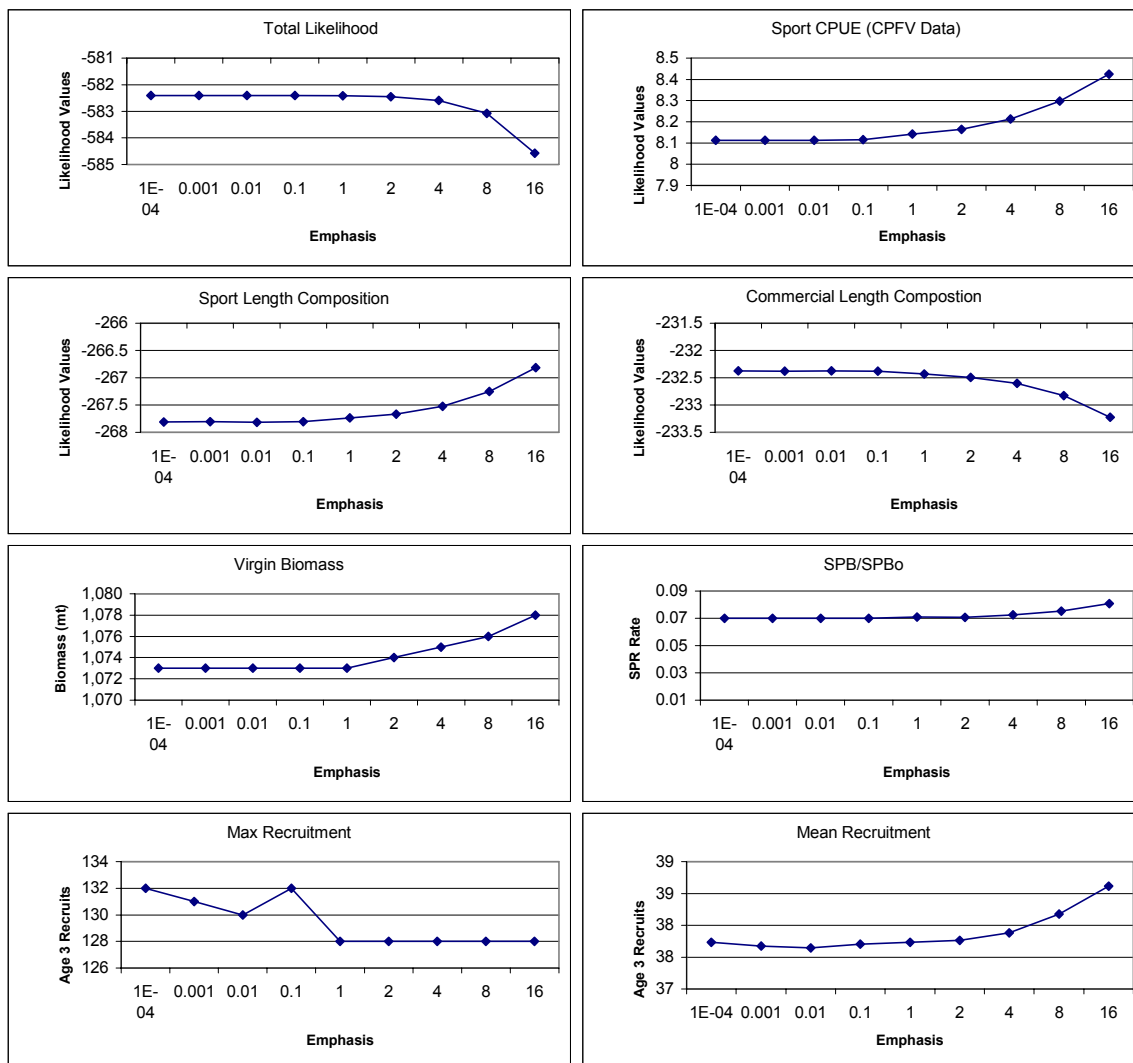 Total Likelihood
-581
-582
-583
-584
-585
Likelihood Values
1E-
04
0.001 0.01 0.1 1 2 4 8 16
Emphasis
Sport CPUE (CPFV Data)
8.5
8.4
8.3
8.2
8.1
8
7.9
Likelihood Values
1E-04 0.001 0.01 0.1 1 2 4 8 16
Emphasis
Sport Length Composition
-266
-266.5
-267
-267.5
-268
Likelihood Values
1E-
04
0.001 0.01 0.1 1 2 4 8 16
Emphasis
Commercial Length Compostion
-231.5
-232
-232.5
-233
-233.5
Likelihood Values
1E-
04
0.001 0.01 0.1 1 2 4 8 16
Emphasis
Virgin Biomass
1,080
1,078
1,076
1,074
1,072
1,070
Biomass (mt)
1E-
04
0.001 0.01 0.1 1 2 4 8 16
Emphasis
SPB/SPBo
0.09
0.07
0.05
0.03
0.01
SPR Rate
1E-
04
0.001 0.01 0.1 1 2 4 8 16
Emphasis
Max Recruitment
134
132
130
128
126
Age 3 Recruits
1E-
04
0.001 0.01 0.1 1 2 4 8 16
Emphasis
Mean Recruitment
39
39
38
38
37
Age 3 Recruits
1E-04 0.001 0.01 0.1 1 2 4 8 16
Emphasis